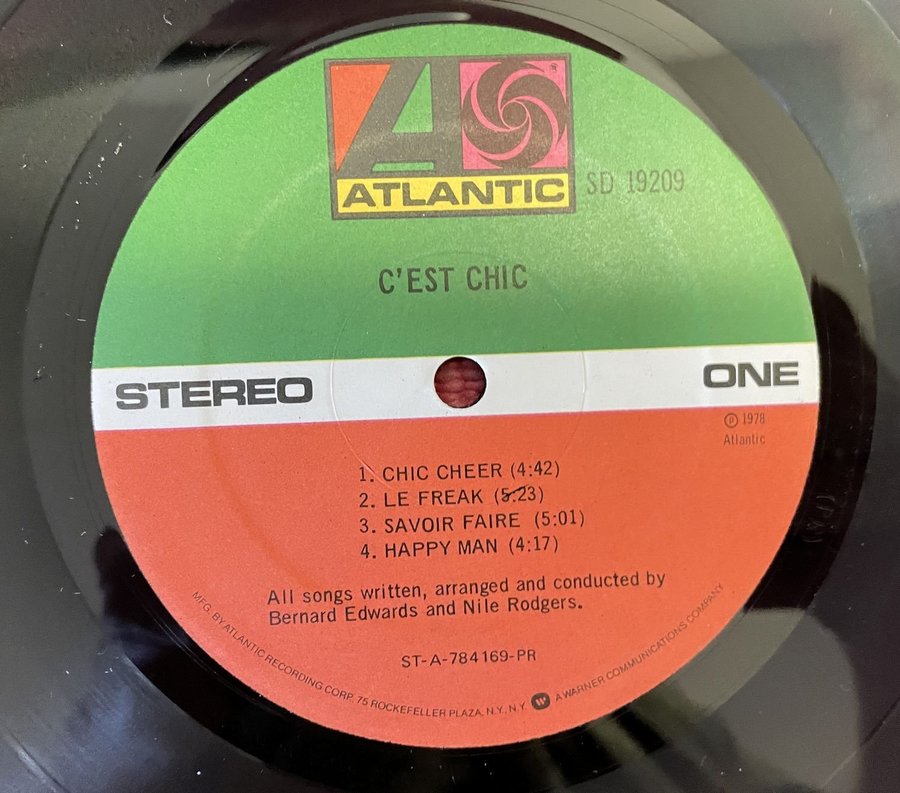 A
ATLANTIC
SD 19209
C'EST CHIC
STEREO
ONE
℗ 1978
Atlantic
1. CHIC CHEER (4:42)
2. LE FREAK (5:23)
3. SAVOIR FAIRE (5:01)
4. HAPPY MAN (4:17)
All songs written, arranged and conducted by
Bernard Edwards and Nile Rodgers.
ST-A-784169-PR
MFG. BY ATLANTIC RECORDING CORP. 75 ROCKEFELLER PLAZA, N.Y., N.Y. W A WARNER COMMUNICATIONS COMPANY